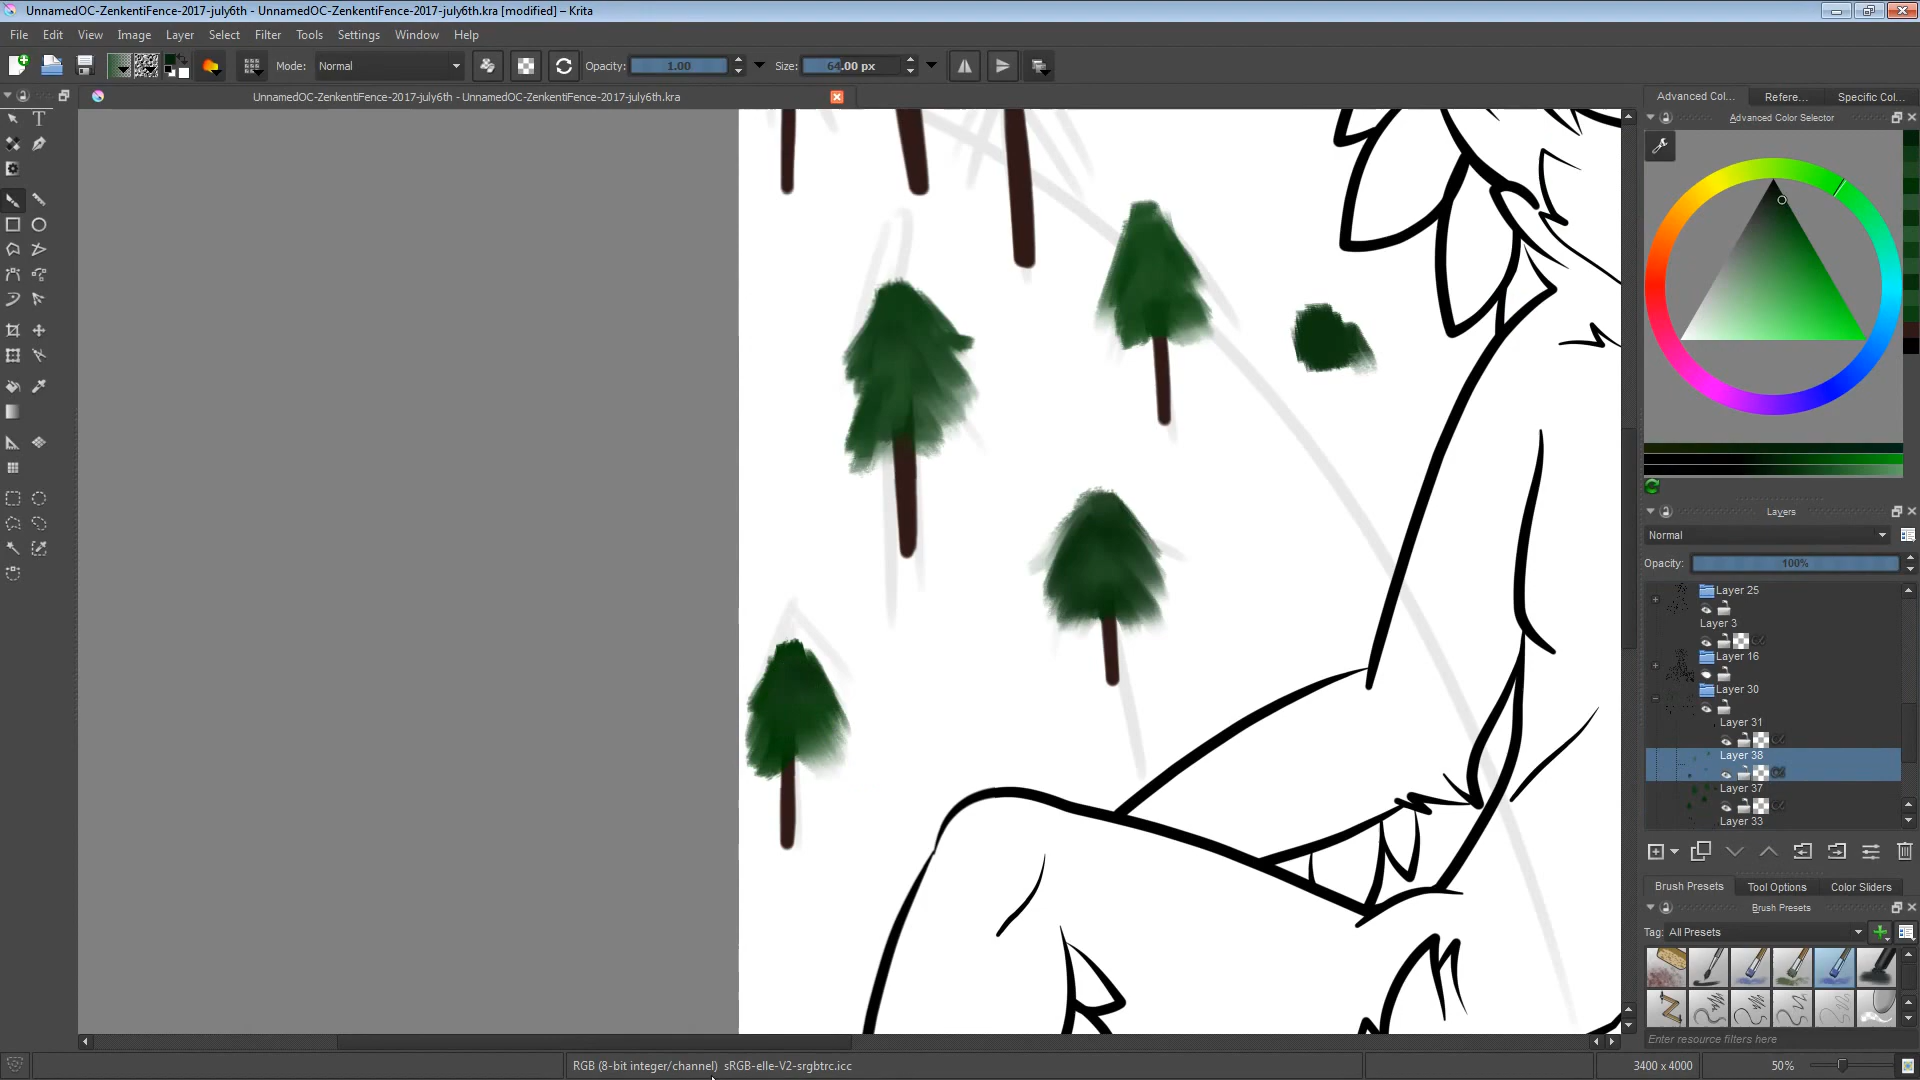 UnnamedOC-ZenkentiFence-2017-july6th - UnnamedOC-ZenkentiFence-2017-july6th.kra [modified] – Krita
File Edit View Image Layer Select Filter Tools Settings Window Help
Mode: Normal Opacity: 1.00 Size: 64.00 px
UnnamedOC-ZenkentiFence-2017-july6th - UnnamedOC-ZenkentiFence-2017-july6th.kra
Advanced Col... Refere... Specific Col...
Advanced Color Selector
Layers
Normal
Opacity: 100%
Layer 25
Layer 3
Layer 16
Layer 30
Layer 31
Layer 38
Layer 37
Layer 33
Brush Presets Tool Options Color Sliders
Brush Presets
Tag: All Presets
Enter resource filters here
RGB (8-bit integer/channel) sRGB-elle-V2-srgbtrc.icc
3400 x 4000
50%